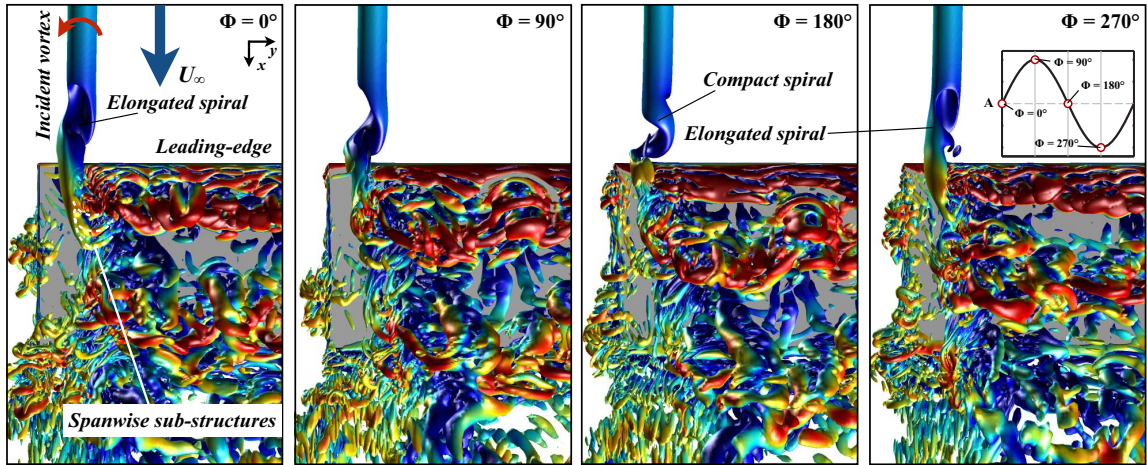 Φ = 0°
Incident vortex
y
x
U∞
Elongated spiral
Leading-edge
Spanwise sub-structures
Φ = 90°
Φ = 180°
Compact spiral
Elongated spiral
Φ = 270°
Φ = 90°
Φ = 180°
A
Φ = 0°
Φ = 270°